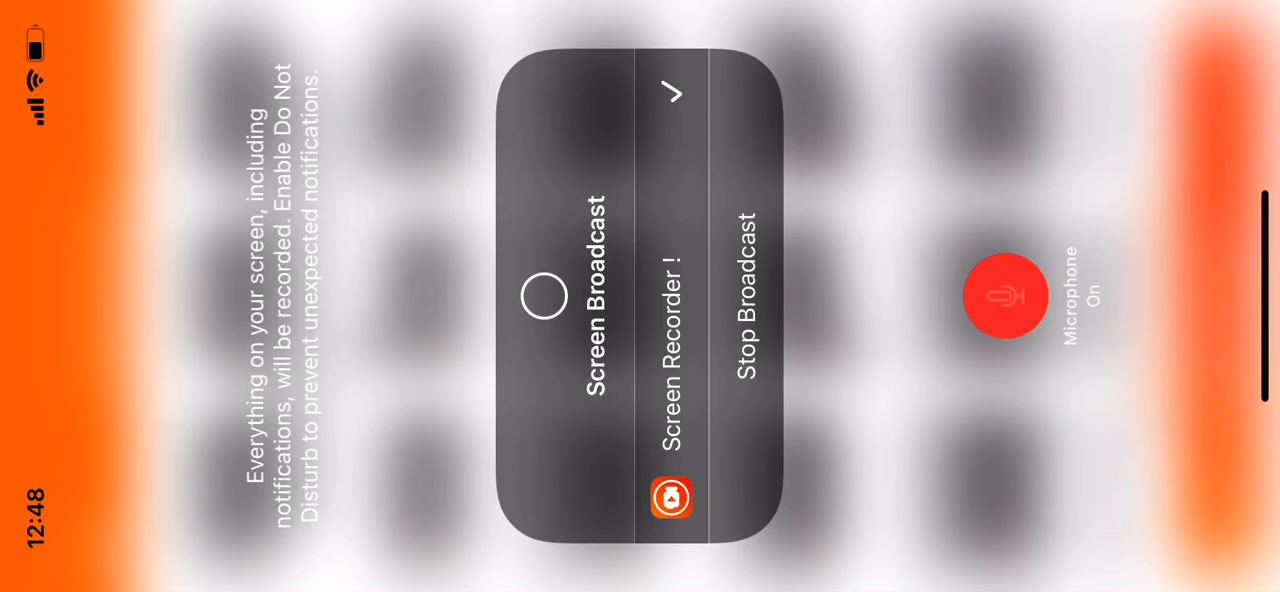 12:48
Everything on your screen, including
notifications, will be recorded. Enable Do Not
Disturb to prevent unexpected notifications.
Screen Broadcast
Screen Recorder !
Stop Broadcast
Microphone
On